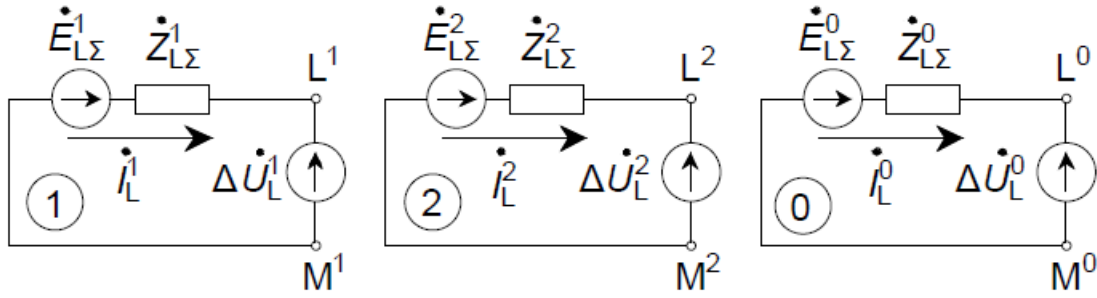 Ė¹LΣ Ż¹LΣ Ė²LΣ Ż²LΣ Ė⁰LΣ Ż⁰LΣ
L¹ L² L⁰
İ¹L ΔU̇¹L İ²L ΔU̇²L İ⁰L ΔU̇⁰L
1 2 0
M¹ M² M⁰